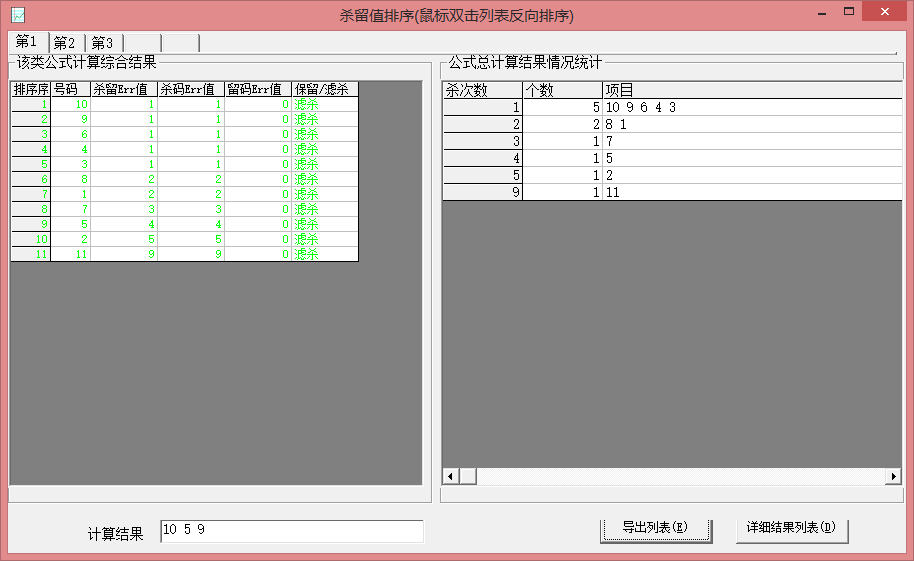 杀留值排序(鼠标双击列表反向排序)
第1 第2 第3
该类公式计算综合结果
排序序 号码 杀留Err值 杀码Err值 留码Err值 保留/滤杀
1 10 1 1 0 滤杀
2 9 1 1 0 滤杀
3 6 1 1 0 滤杀
4 4 1 1 0 滤杀
5 3 1 1 0 滤杀
6 8 2 2 0 滤杀
7 1 2 2 0 滤杀
8 7 3 3 0 滤杀
9 5 4 4 0 滤杀
10 2 5 5 0 滤杀
11 11 9 9 0 滤杀
公式总计算结果情况统计
杀次数 个数 项目
1 5 10 9 6 4 3
2 2 8 1
3 1 7
4 1 5
5 1 2
9 1 11
计算结果 10 5 9
导出列表(E) 详细结果列表(D)